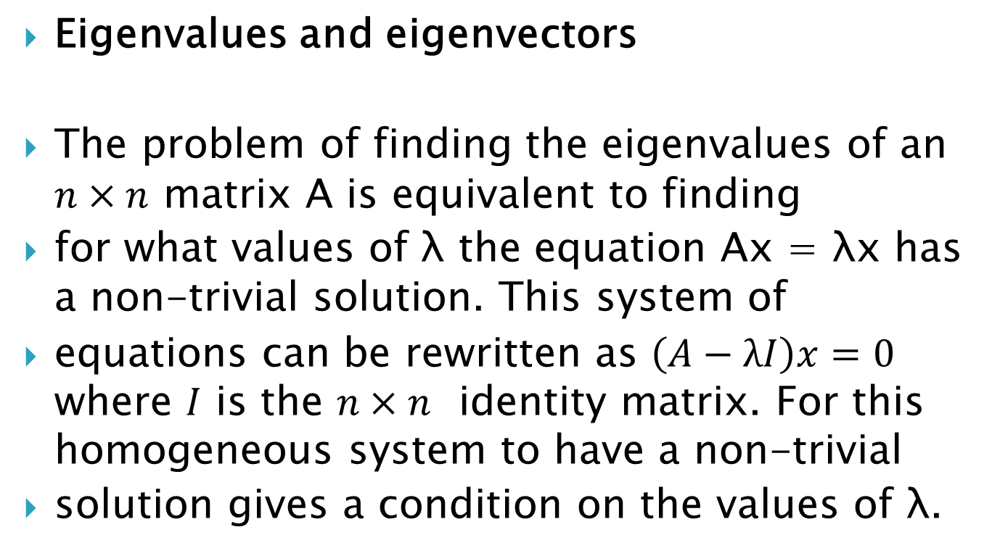 Eigenvalues and eigenvectors
The problem of finding the eigenvalues of an
𝑛 × 𝑛 matrix A is equivalent to finding
for what values of λ the equation Ax = λx has
a non-trivial solution. This system of
equations can be rewritten as (𝐴 − λ𝐼)𝑥 = 0
where 𝐼 is the 𝑛 × 𝑛 identity matrix. For this
homogeneous system to have a non-trivial
solution gives a condition on the values of λ.